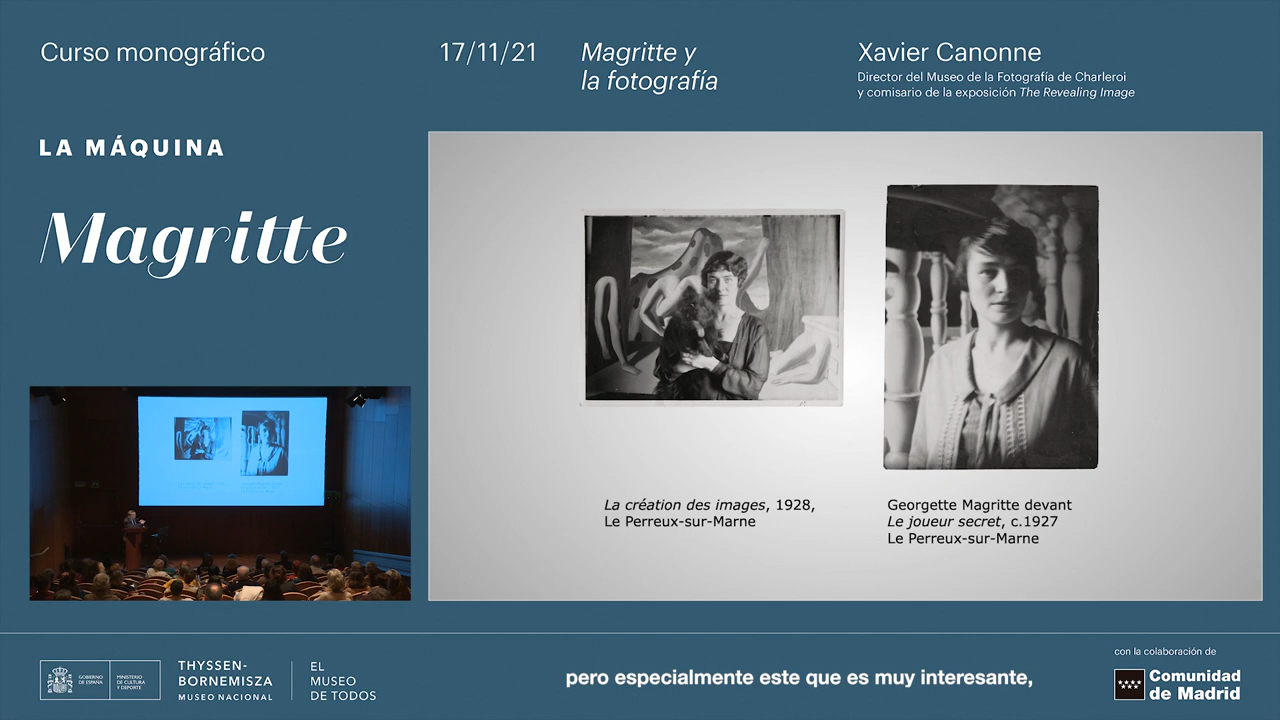 Curso monográfico
17/11/21
Magritte y
la fotografía
Xavier Canonne
Director del Museo de la Fotografía de Charleroi
y comisario de la exposición The Revealing Image
LA MÁQUINA
Magritte
La création des images, 1928,
Le Perreux-sur-Marne
Georgette Magritte devant
Le joueur secret, c.1927
Le Perreux-sur-Marne
GOBIERNO
DE ESPAÑA
MINISTERIO
DE CULTURA
Y DEPORTE
THYSSEN-
BORNEMISZA
MUSEO NACIONAL
EL
MUSEO
DE TODOS
pero especialmente este que es muy interesante,
con la colaboración de
Comunidad
de Madrid